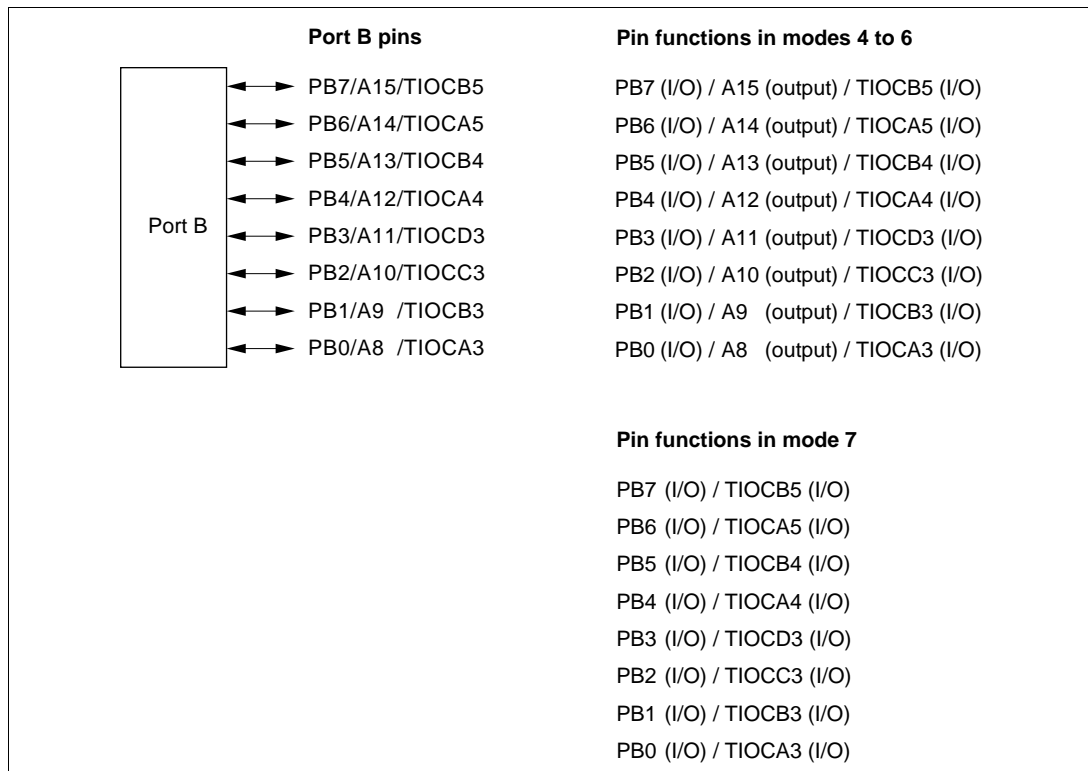 Port B pins
Pin functions in modes 4 to 6
Port B
PB7/A15/TIOCB5
PB7 (I/O) / A15 (output) / TIOCB5 (I/O)
PB6/A14/TIOCA5
PB6 (I/O) / A14 (output) / TIOCA5 (I/O)
PB5/A13/TIOCB4
PB5 (I/O) / A13 (output) / TIOCB4 (I/O)
PB4/A12/TIOCA4
PB4 (I/O) / A12 (output) / TIOCA4 (I/O)
PB3/A11/TIOCD3
PB3 (I/O) / A11 (output) / TIOCD3 (I/O)
PB2/A10/TIOCC3
PB2 (I/O) / A10 (output) / TIOCC3 (I/O)
PB1/A9 /TIOCB3
PB1 (I/O) / A9 (output) / TIOCB3 (I/O)
PB0/A8 /TIOCA3
PB0 (I/O) / A8 (output) / TIOCA3 (I/O)
Pin functions in mode 7
PB7 (I/O) / TIOCB5 (I/O)
PB6 (I/O) / TIOCA5 (I/O)
PB5 (I/O) / TIOCB4 (I/O)
PB4 (I/O) / TIOCA4 (I/O)
PB3 (I/O) / TIOCD3 (I/O)
PB2 (I/O) / TIOCC3 (I/O)
PB1 (I/O) / TIOCB3 (I/O)
PB0 (I/O) / TIOCA3 (I/O)